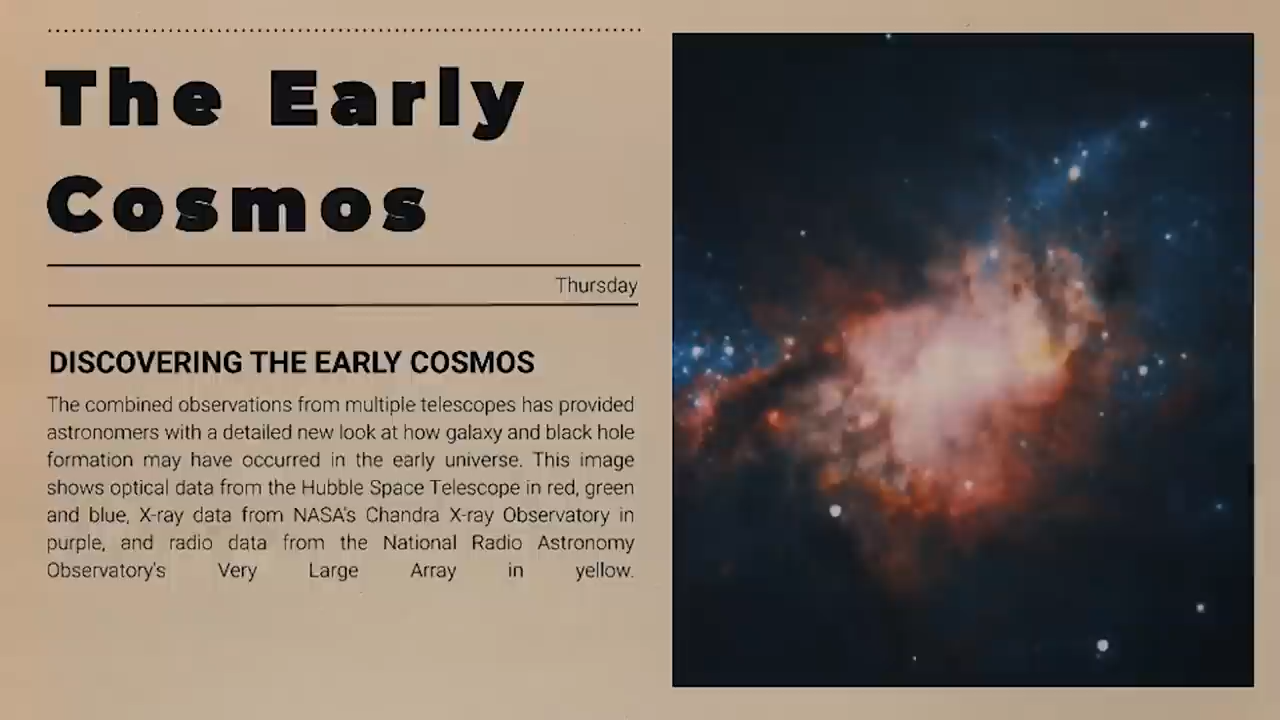 The Early
Cosmos
Thursday
DISCOVERING THE EARLY COSMOS
The combined observations from multiple telescopes has provided
astronomers with a detailed new look at how galaxy and black hole
formation may have occurred in the early universe. This image
shows optical data from the Hubble Space Telescope in red, green
and blue, X-ray data from NASA's Chandra X-ray Observatory in
purple, and radio data from the National Radio Astronomy
Observatory's Very Large Array in yellow.